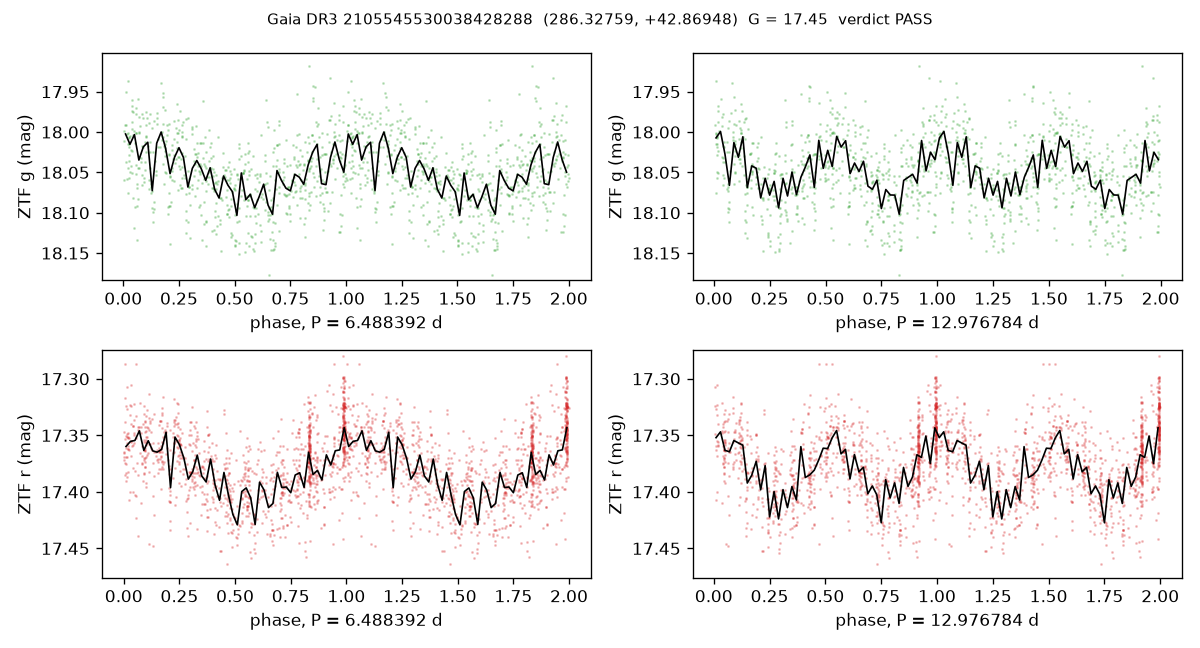 Gaia DR3 2105545530038428288  (286.32759, +42.86948)  G = 17.45  verdict PASS
ZTF g (mag)
17.95
18.00
18.05
18.10
18.15
0.00 0.25 0.50 0.75 1.00 1.25 1.50 1.75 2.00
phase, P = 6.488392 d
ZTF g (mag)
17.95
18.00
18.05
18.10
18.15
0.00 0.25 0.50 0.75 1.00 1.25 1.50 1.75 2.00
phase, P = 12.976784 d
ZTF r (mag)
17.30
17.35
17.40
17.45
0.00 0.25 0.50 0.75 1.00 1.25 1.50 1.75 2.00
phase, P = 6.488392 d
ZTF r (mag)
17.30
17.35
17.40
17.45
0.00 0.25 0.50 0.75 1.00 1.25 1.50 1.75 2.00
phase, P = 12.976784 d